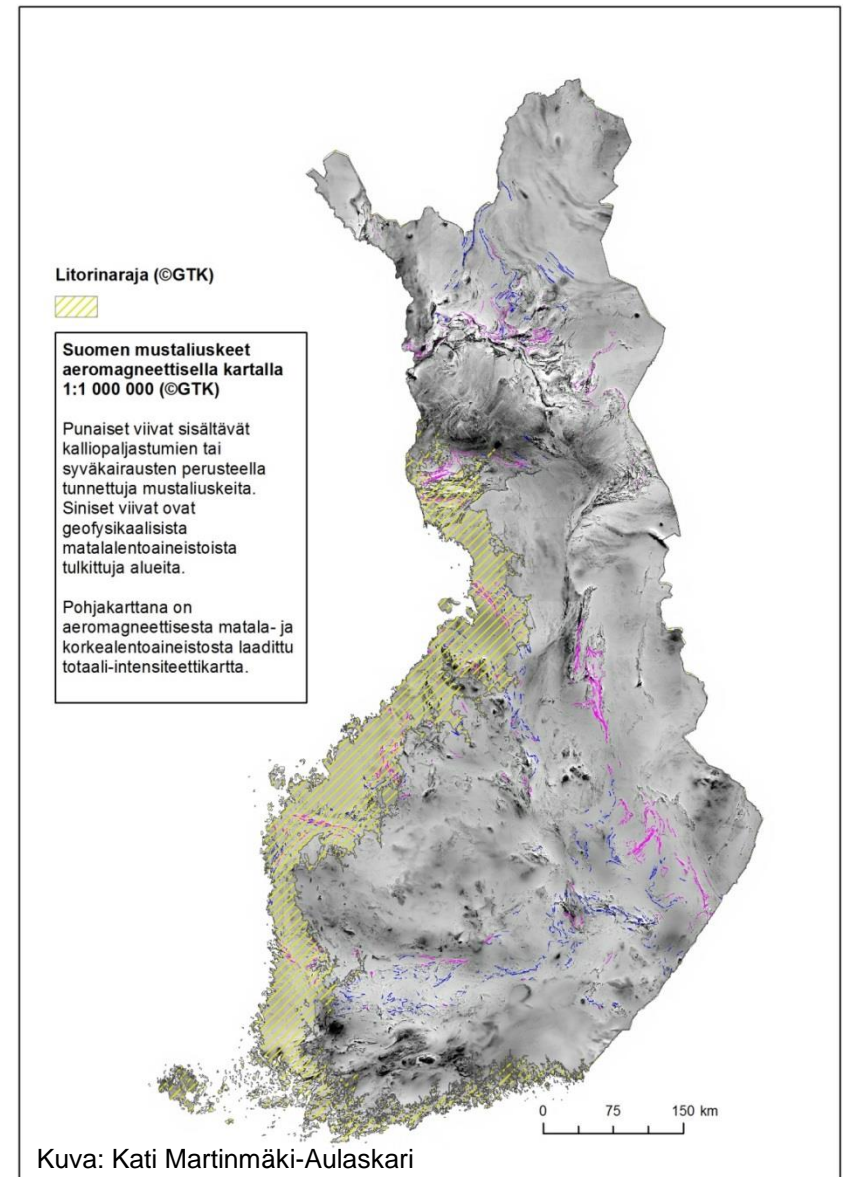 Litorinaraja (©GTK)
Suomen mustaliuskeet
aeromagneettisella kartalla
1:1 000 000 (©GTK)
Punaiset viivat sisältävät
kalliopaljastumien tai
syväkairausten perusteella
tunnettuja mustaliuskeita.
Siniset viivat ovat
geofysikaalisista
matalalentoaineistoista
tulkittuja alueita.
Pohjakarttana on
aeromagneettisesta matala- ja
korkealentoaineistosta laadittu
totaali-intensiteettikartta.
0 75 150 km
Kuva: Kati Martinmäki-Aulaskari